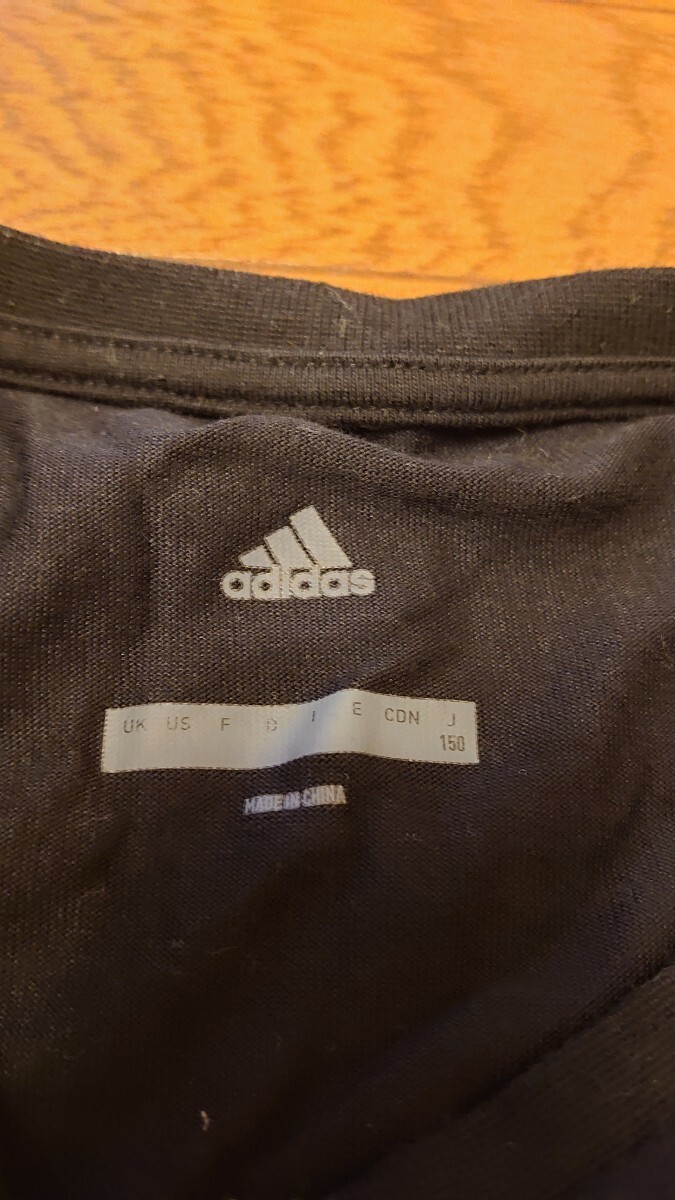 adidas
UK US F D I E CDN J
150
MADE IN CHINA